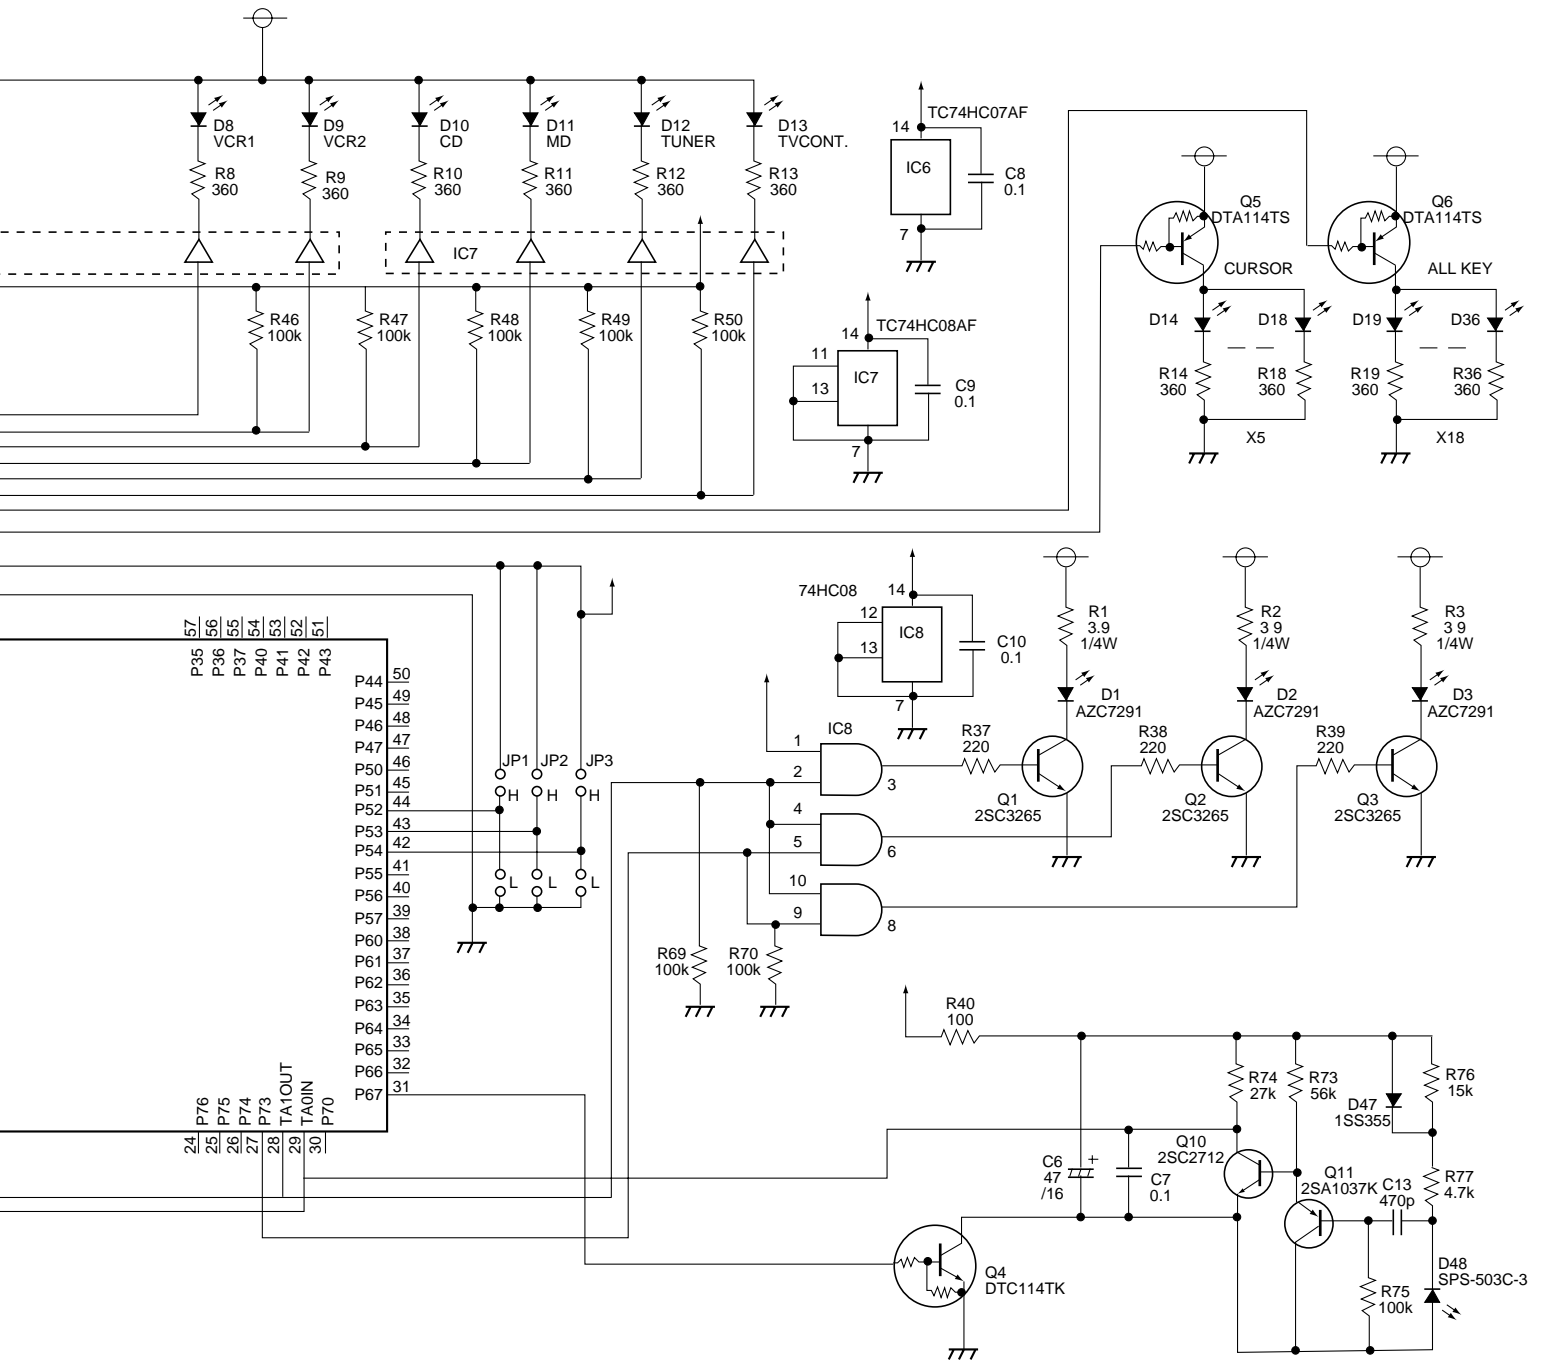 D8
VCR1
D9
VCR2
D10
CD
D11
MD
D12
TUNER
D13
TVCONT.
R8
360
R9
360
R10
360
R11
360
R12
360
R13
360
IC7
R46
100k
R47
100k
R48
100k
R49
100k
R50
100k
TC74HC07AF
14
IC6
C8
0.1
7
TC74HC08AF
14
11
13
IC7
C9
0.1
7
Q5
DTA114TS
CURSOR
D14
D18
R14
360
R18
360
X5
Q6
DTA114TS
ALL KEY
D19
D36
R19
360
R36
360
X18
57
56
55
54
53
52
51
P35
P36
P37
P40
P41
P42
P43
P44 50
P45 49
P46 48
P47 47
P50 46
P51 45
P52 44
P53 43
P54 42
P55 41
P56 40
P57 39
P60 38
P61 37
P62 36
P63 35
P64 34
P65 33
P66 32
P67 31
P76
P75
P74
P73
TA1OUT
TA0IN
P70
24
25
26
27
28
29
30
JP1
JP2
JP3
H
H
H
L
L
L
74HC08
14
12
13
IC8
C10
0.1
7
IC8
1
2
3
4
5
6
10
9
8
R69
100k
R70
100k
R37
220
R38
220
R39
220
R1
3.9
1/4W
R2
3 9
1/4W
R3
3 9
1/4W
D1
AZC7291
D2
AZC7291
D3
AZC7291
Q1
2SC3265
Q2
2SC3265
Q3
2SC3265
R40
100
R74
27k
R73
56k
D47
1SS355
R76
15k
C6
47
/16
+
C7
0.1
Q10
2SC2712
Q11
2SA1037K
C13
470p
R77
4.7k
Q4
DTC114TK
R75
100k
D48
SPS-503C-3